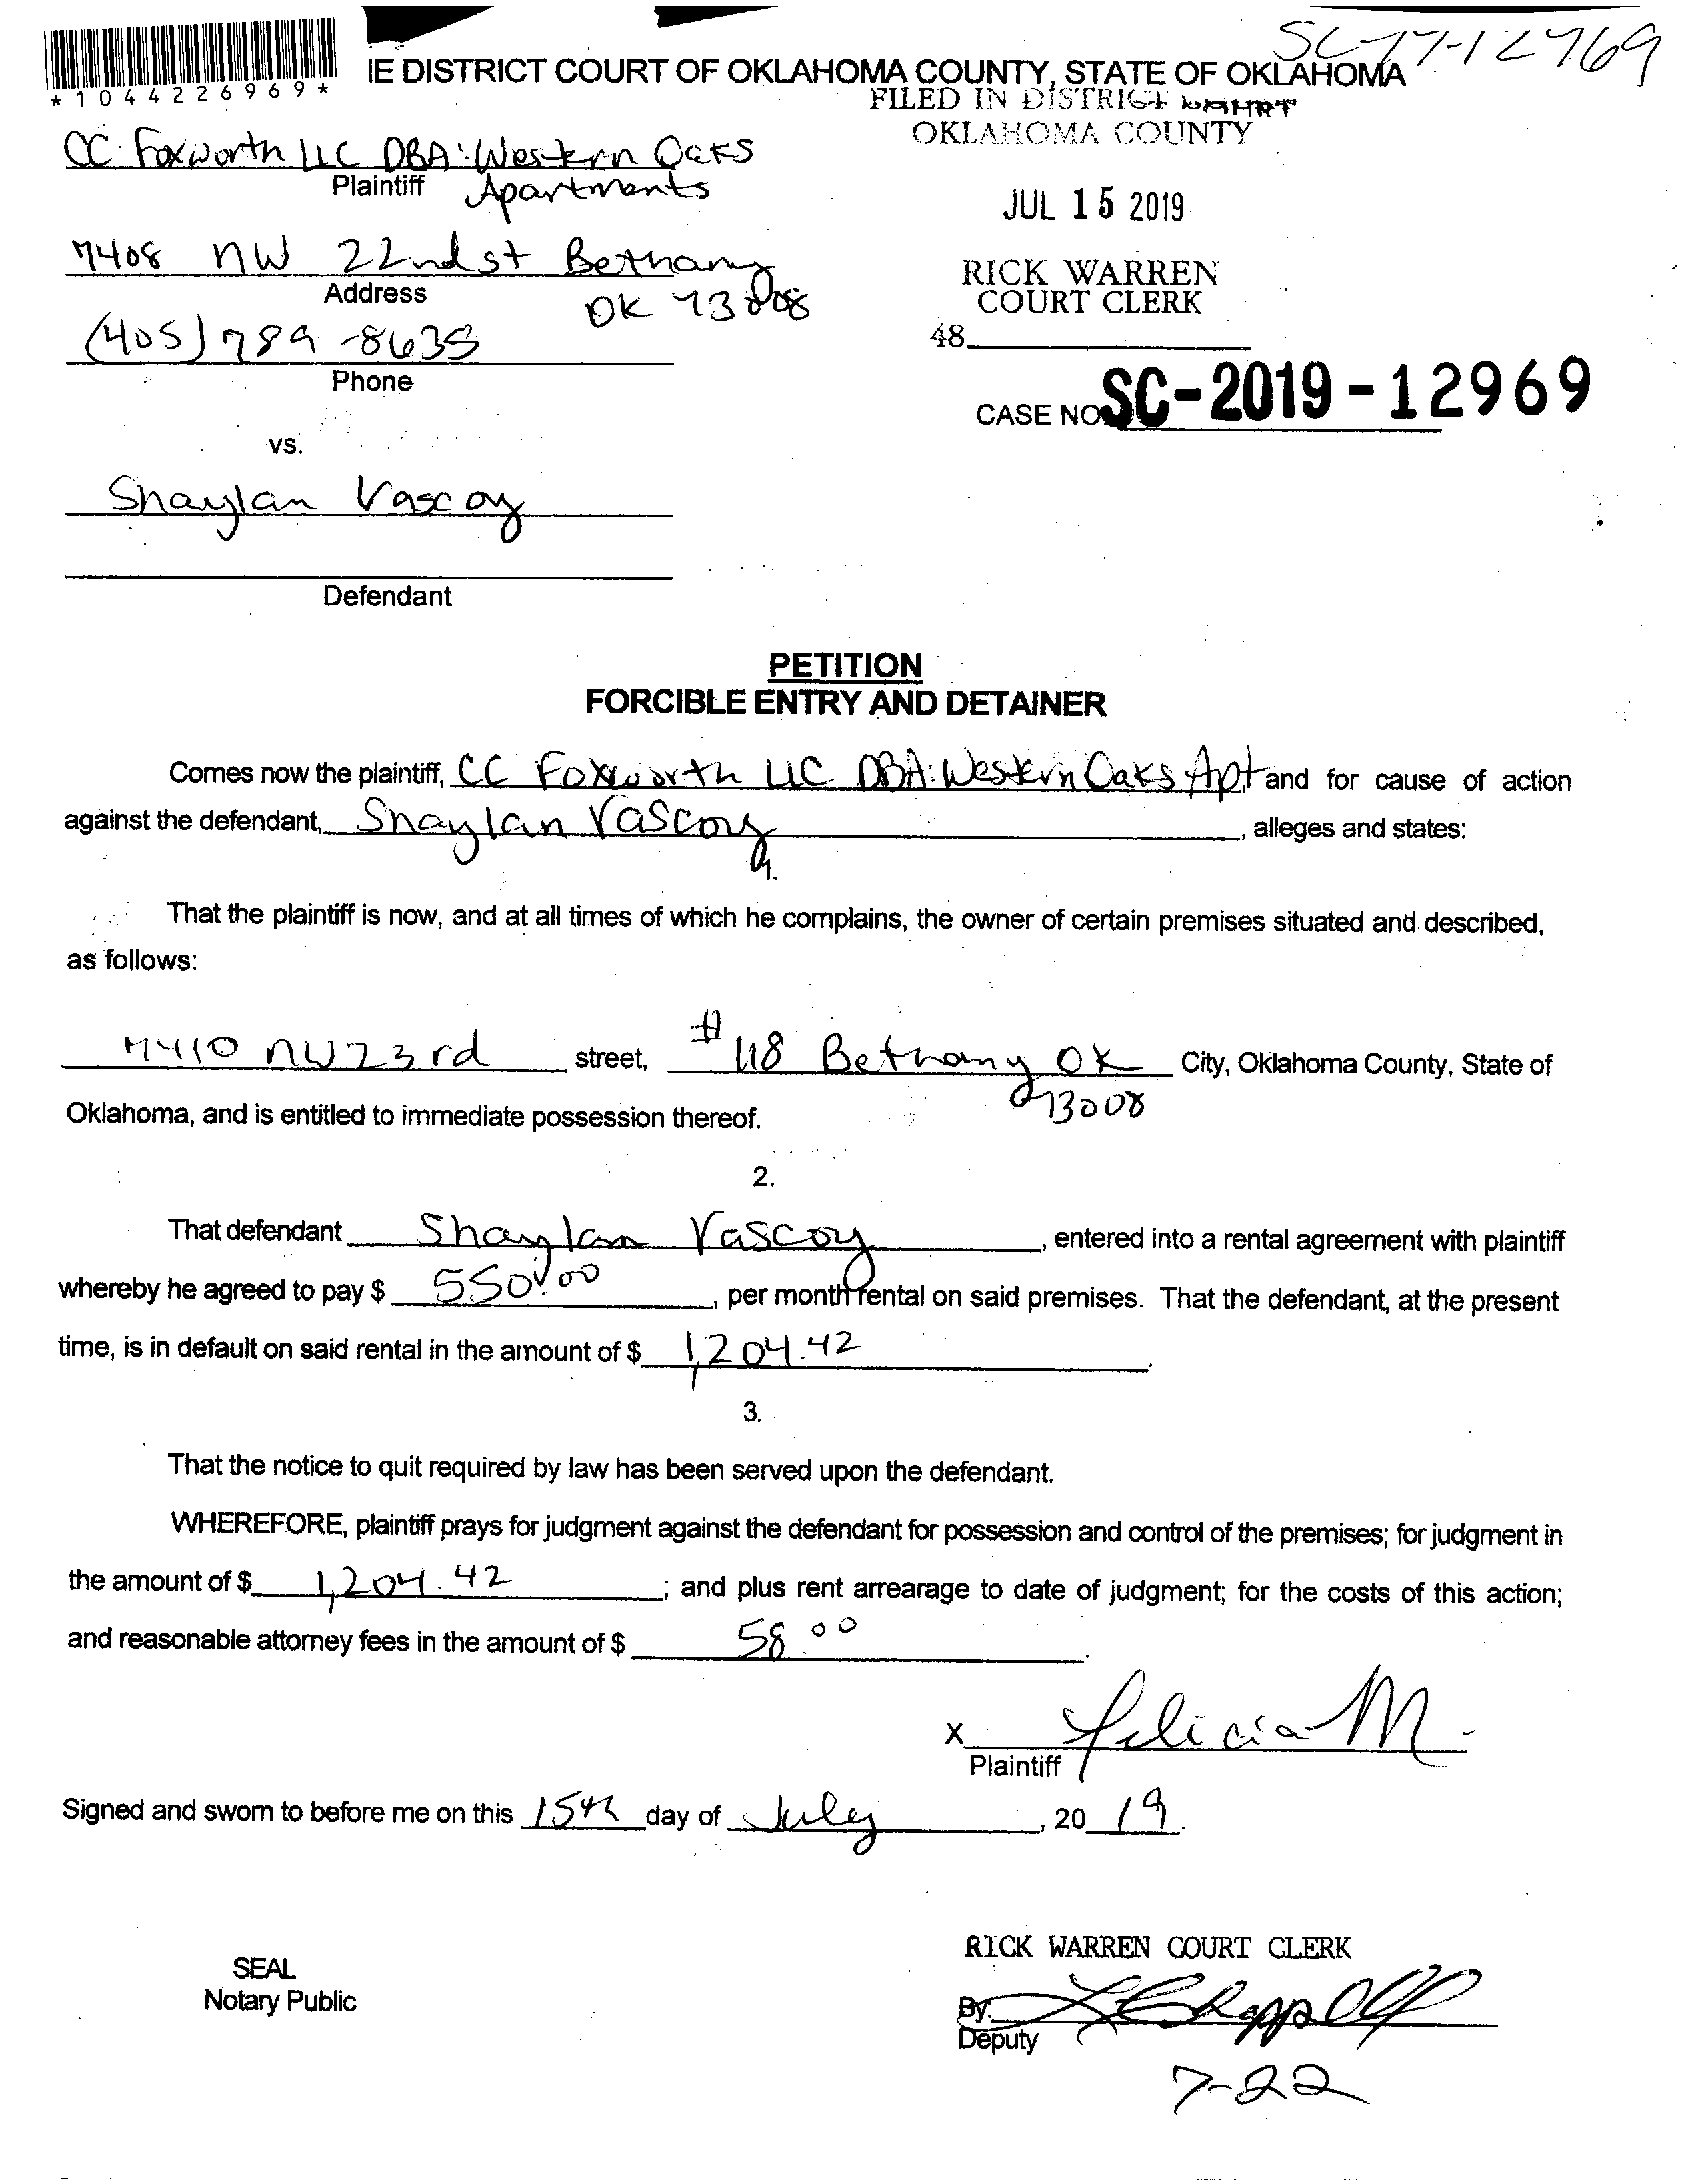 SC-19-12969
*1044226969*
IE DISTRICT COURT OF OKLAHOMA COUNTY, STATE OF OKLAHOMA
FILED IN DISTRICT COURT
OKLAHOMA COUNTY
CC Foxworth LLC DBA: Western Oaks
Plaintiff Apartments
JUL 15 2019
7408 NW 22nd st Bethany
Address OK 73008
RICK WARREN
COURT CLERK
(405) 789-8635
48
Phone
CASE NO. SC-2019-12969
vs.
Shaylan Vascoy
Defendant
PETITION
FORCIBLE ENTRY AND DETAINER
Comes now the plaintiff, CC Foxworth LLC DBA: Western Oaks Apt and for cause of action
against the defendant, Shaylan Vascoy, alleges and states:
1.
That the plaintiff is now, and at all times of which he complains, the owner of certain premises situated and described,
as follows:
7410 NW 23rd street, #118 Bethany OK City, Oklahoma County, State of
73008
Oklahoma, and is entitled to immediate possession thereof.
2.
That defendant Shaylan Vascoy, entered into a rental agreement with plaintiff
whereby he agreed to pay $ 550.00, per month rental on said premises. That the defendant, at the present
time, is in default on said rental in the amount of $ 1,204.42.
3.
That the notice to quit required by law has been served upon the defendant.
WHEREFORE, plaintiff prays for judgment against the defendant for possession and control of the premises; for judgment in
the amount of $ 1,204.42; and plus rent arrearage to date of judgment; for the costs of this action;
and reasonable attorney fees in the amount of $ 58.00.
X Felicia M.
Plaintiff
Signed and sworn to before me on this 15th day of July, 2019.
RICK WARREN COURT CLERK
SEAL
Notary Public
By.
Deputy
7-22